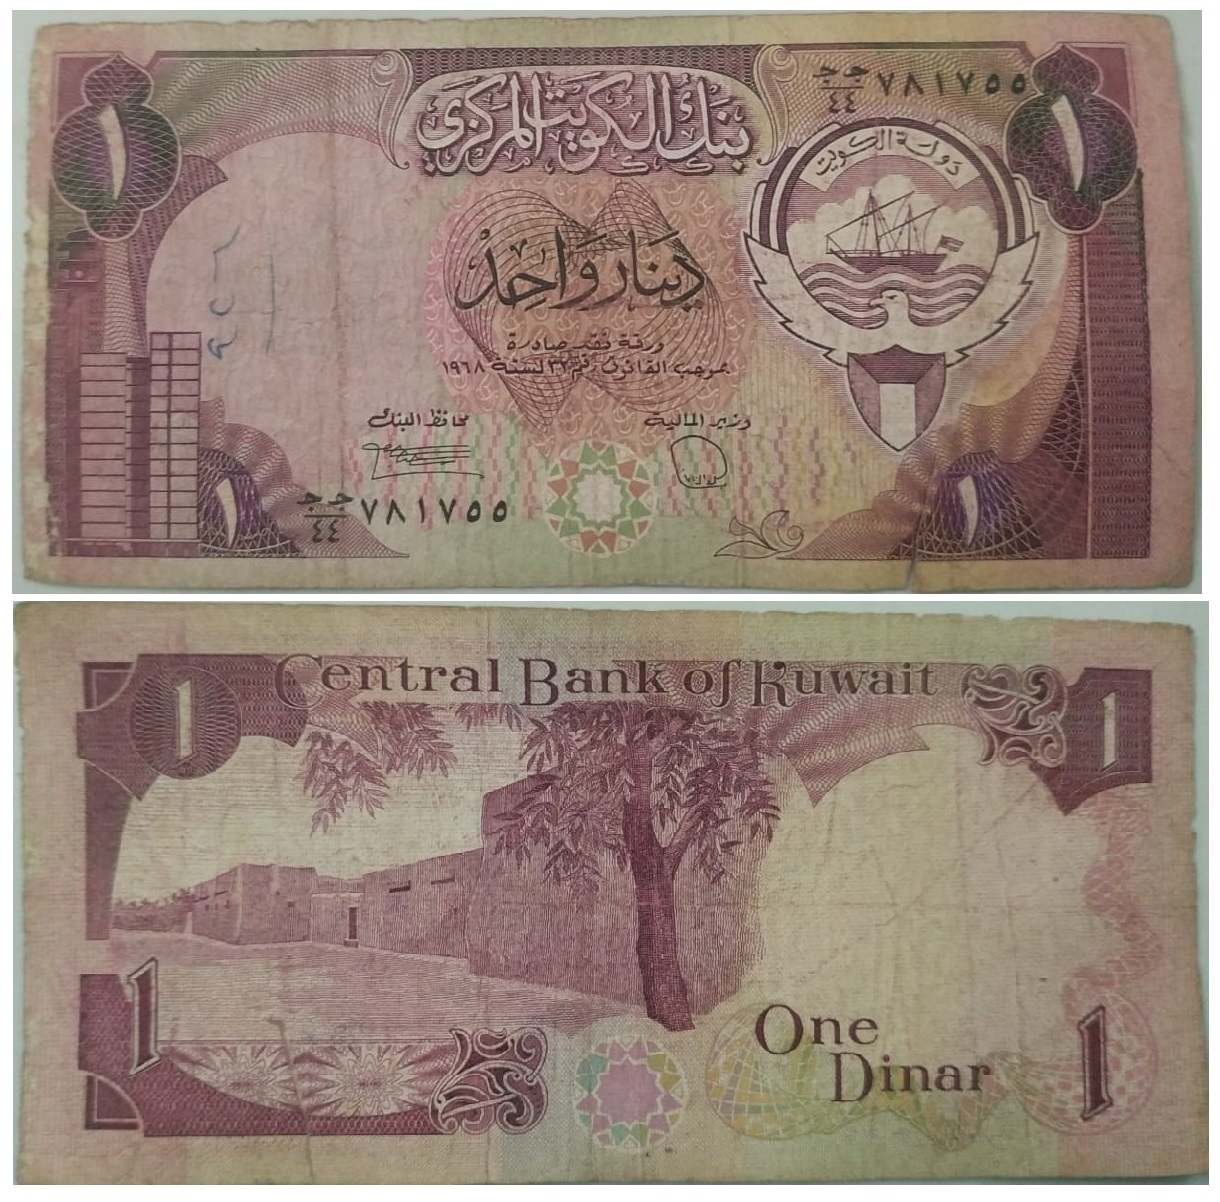 ١
بنك الكويت المركزي
ج ج
٤٤
٧٨١٧٥٥
١
دولة الكويت
دينار واحد
ورقة نقد صادرة
بموجب القانون رقم ٣٢ لسنة ١٩٦٨
وزير المالية
محافظ البنك
١
ج ج
٤٤
٧٨١٧٥٥
١
1
Central Bank of Kuwait
1
1
One
Dinar
1